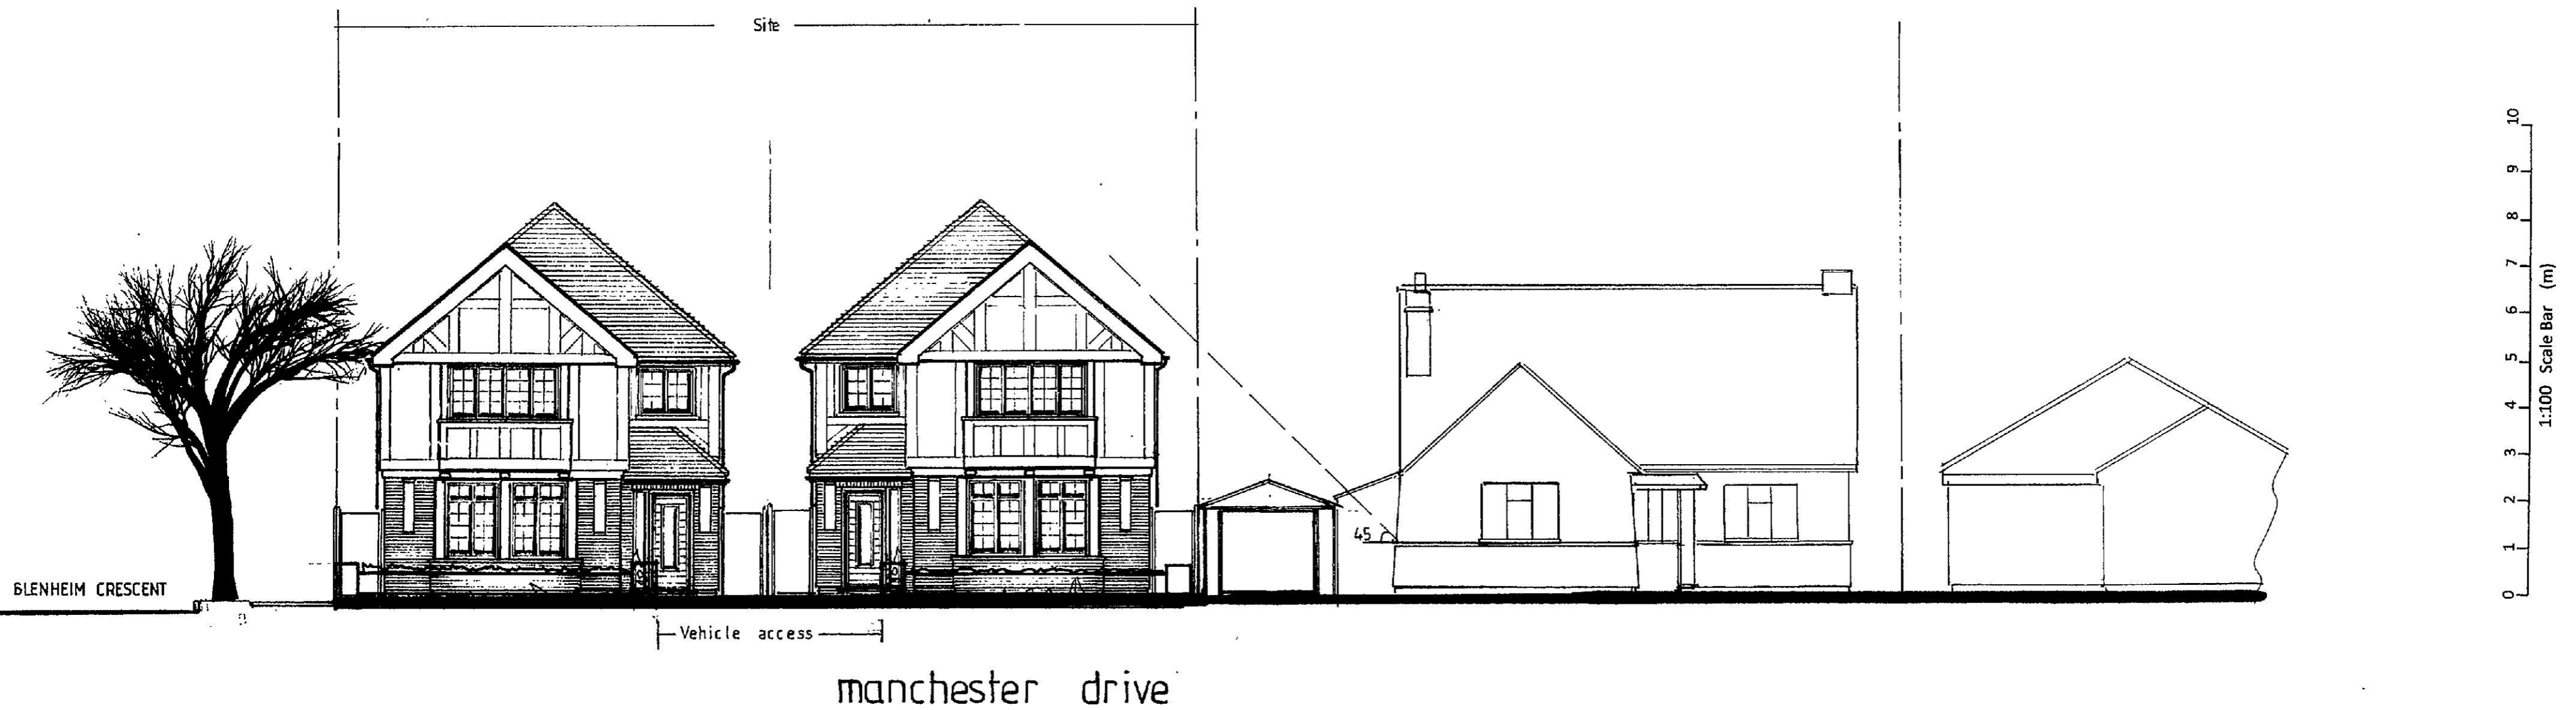 Site
BLENHEIM CRESCENT
45
Vehicle access
manchester drive
10
9
8
7
6
5
4
3
2
1
0
1:100 Scale Bar (m)